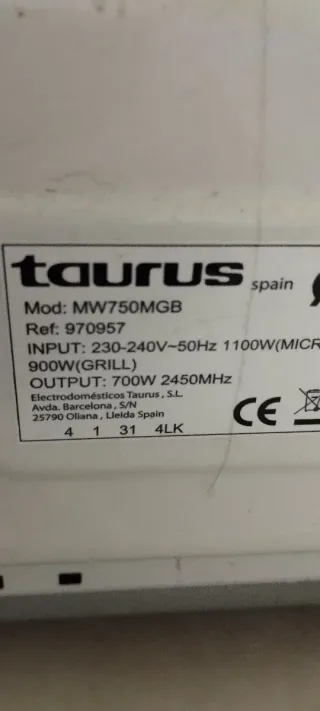 taurus spain
Mod: MW750MGB
Ref: 970957
INPUT: 230-240V~50Hz 1100W(MICR
900W(GRILL)
OUTPUT: 700W 2450MHz
Electrodomésticos Taurus , S.L.
Avda. Barcelona , S/N
25790 Oliana , Lleida Spain
CE
4 1 31 4LK